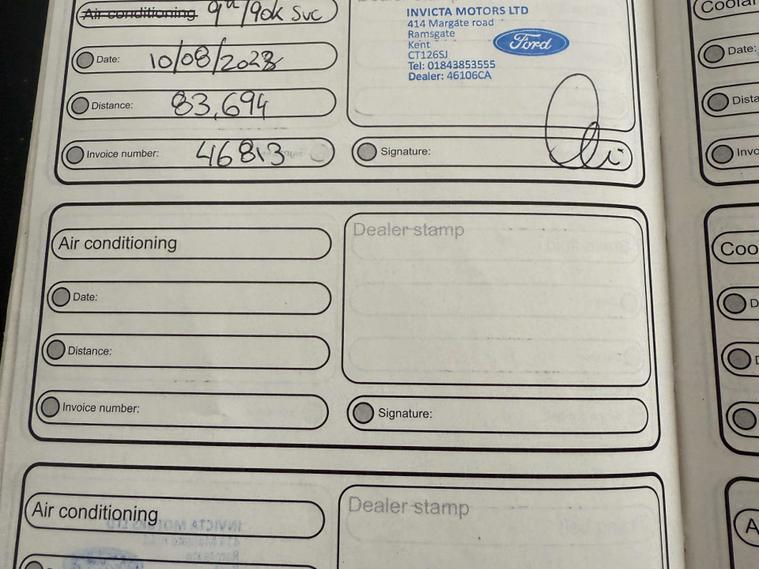 Air conditioning 9th/90k Svc
Date: 10/08/2023
Distance: 83,694
Invoice number: 46813
INVICTA MOTORS LTD
414 Margate road
Ramsgate
Kent
CT126SJ
Tel: 01843853555
Dealer: 46106CA
Ford
Signature:
Air conditioning
Date:
Distance:
Invoice number:
Dealer stamp
Signature:
Air conditioning
Dealer stamp
Coolan
Date:
Dista
Invo
Coo
D
D
A